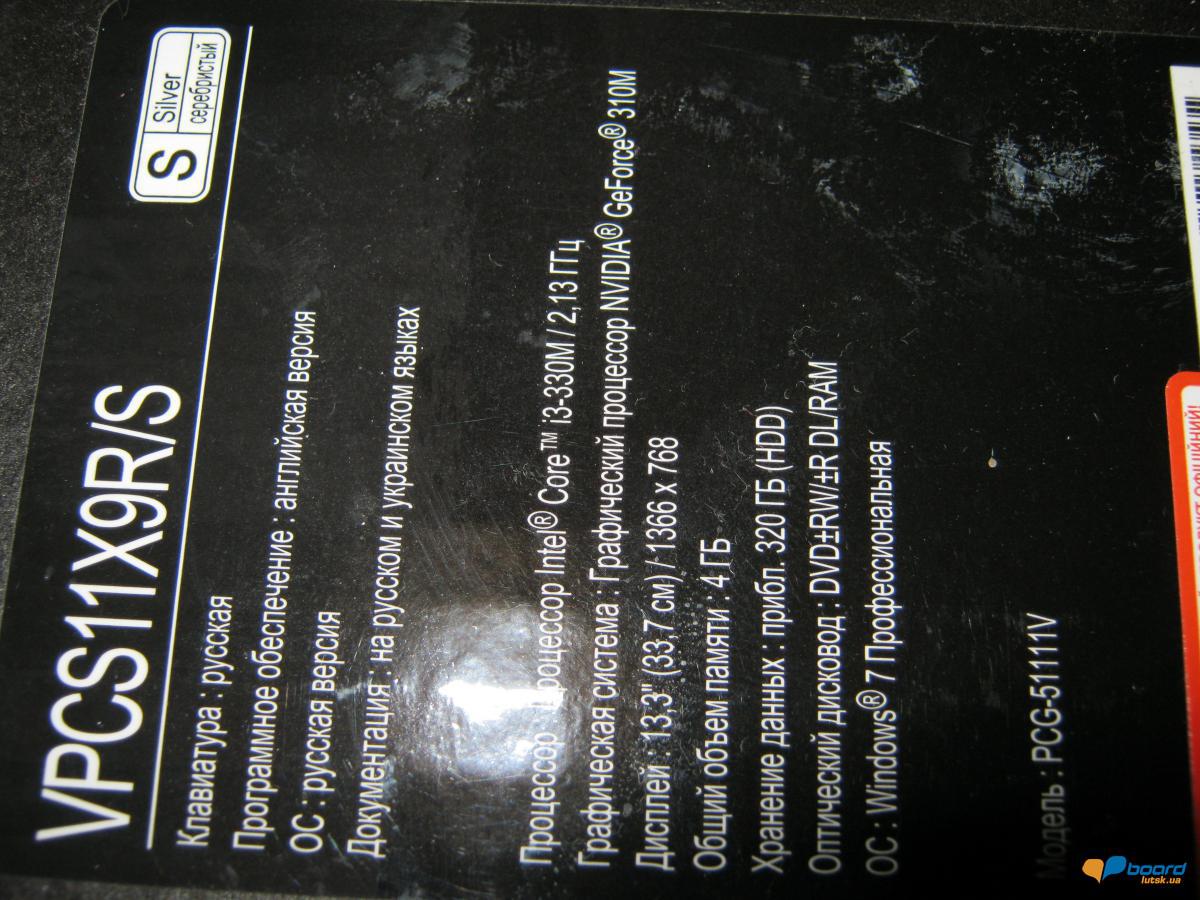 VPCS11X9R/S
S Silver
серебристый
Клавиатура : русская
Программное обеспечение : английская версия
ОС : русская версия
Документация : на русском и украинском языках
Процессор : Процессор Intel® Core™ i3-330M / 2,13 ГГц
Графическая система : Графический процессор NVIDIA® GeForce® 310M
Дисплей : 13,3" (33,7 см) / 1366 x 768
Общий объем памяти : 4 ГБ
Хранение данных : прибл. 320 ГБ (HDD)
Оптический дисковод : DVD±RW/±R DL/RAM
ОС : Windows® 7 Профессиональная
Модель : PCG-51111V
boord
lutsk.ua